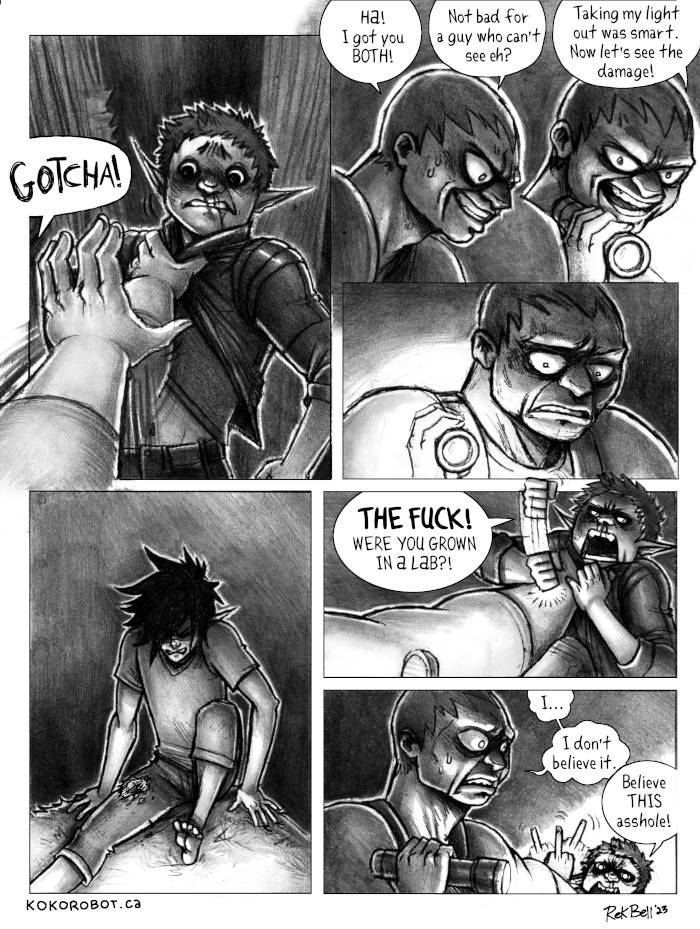 GOTCHA!
Ha!
I got you
BOTH!
Not bad for
a guy who can't
see eh?
Taking my light
out was smart.
Now let's see the
damage!
THE FUCK!
WERE YOU GROWN
IN a LaB?!
I...
I don't
believe it.
Believe
THIS
asshole!
KOKOROBOT.ca
Rek Bell '23